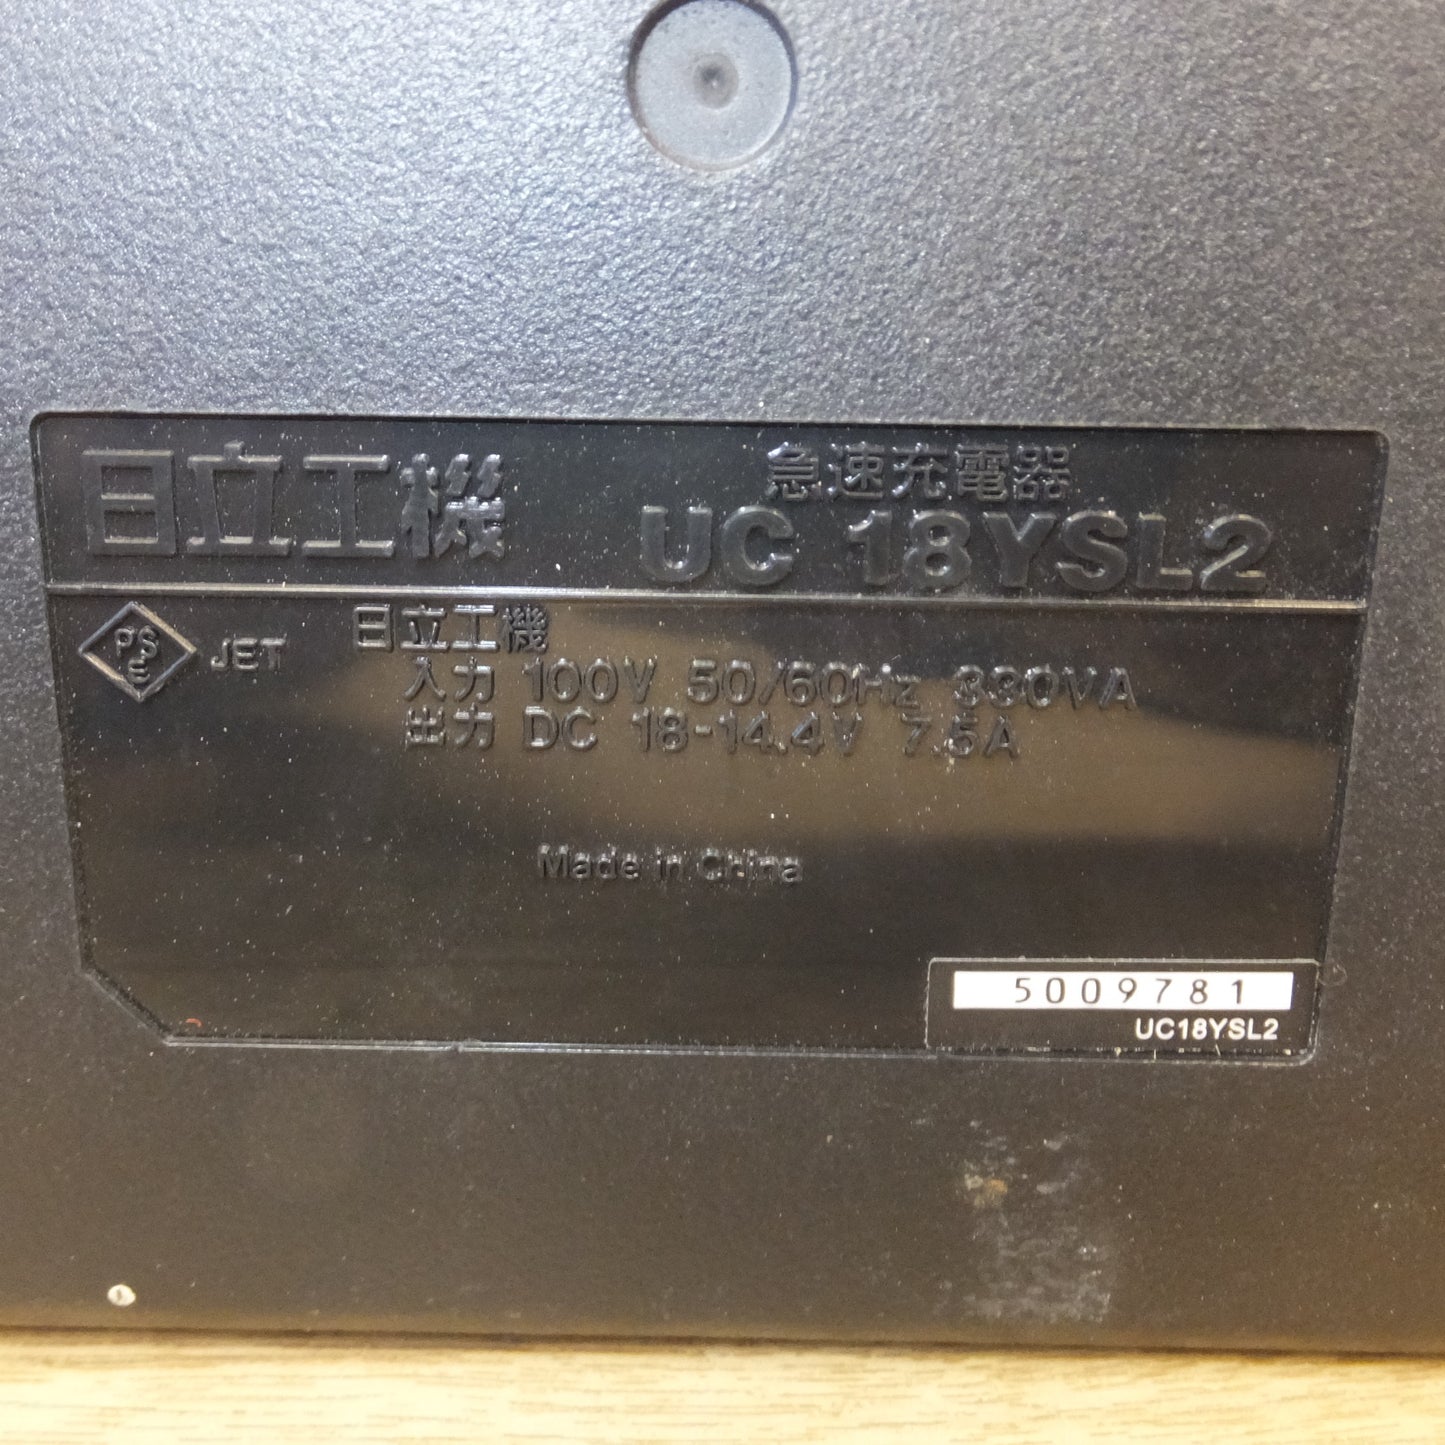 日立工機
急速充電器
UC 18YSL2
PSE JET
日立工機
入力 100V 50/60Hz 330VA
出力 DC 18-14.4V 7.5A
Made in China
5009781
UC18YSL2